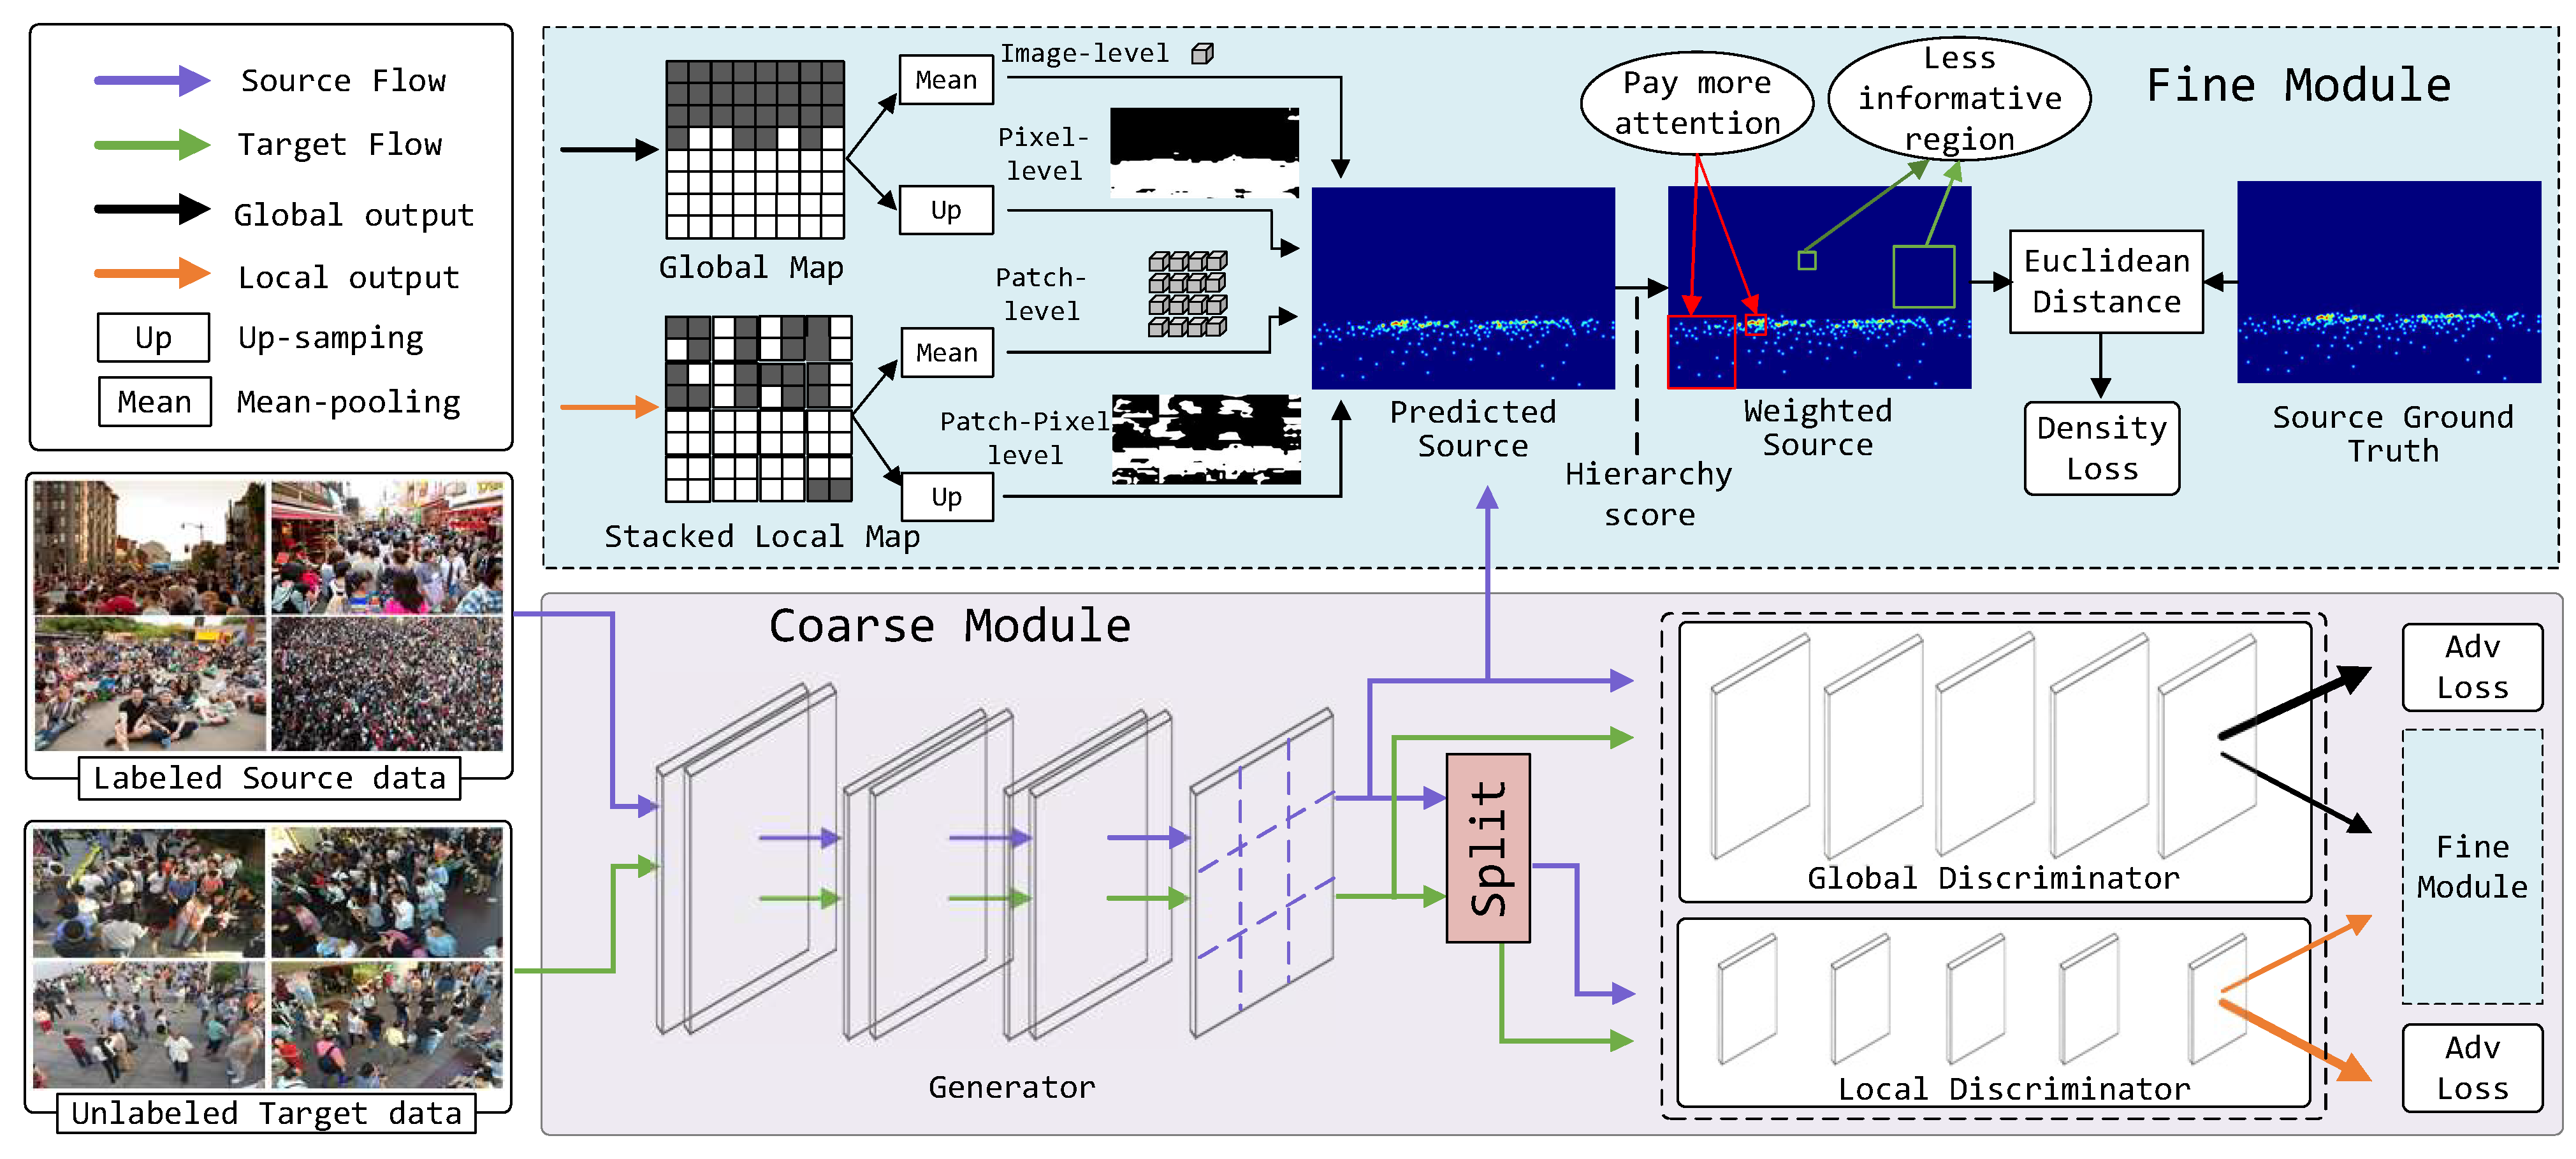 Source Flow
Target Flow
Global output
Local output
Up
Up-samping
Mean
Mean-pooling
Labeled Source data
Unlabeled Target data
Fine Module
Global Map
Mean
Image-level
Pixel-
level
Up
Stacked Local Map
Patch-
level
Mean
Patch-Pixel
level
Up
Predicted
Source
Hierarchy
score
Pay more
attention
Less
informative
region
Weighted
Source
Euclidean
Distance
Density
Loss
Source Ground
Truth
Coarse Module
Generator
Split
Global Discriminator
Local Discriminator
Adv
Loss
Fine
Module
Adv
Loss